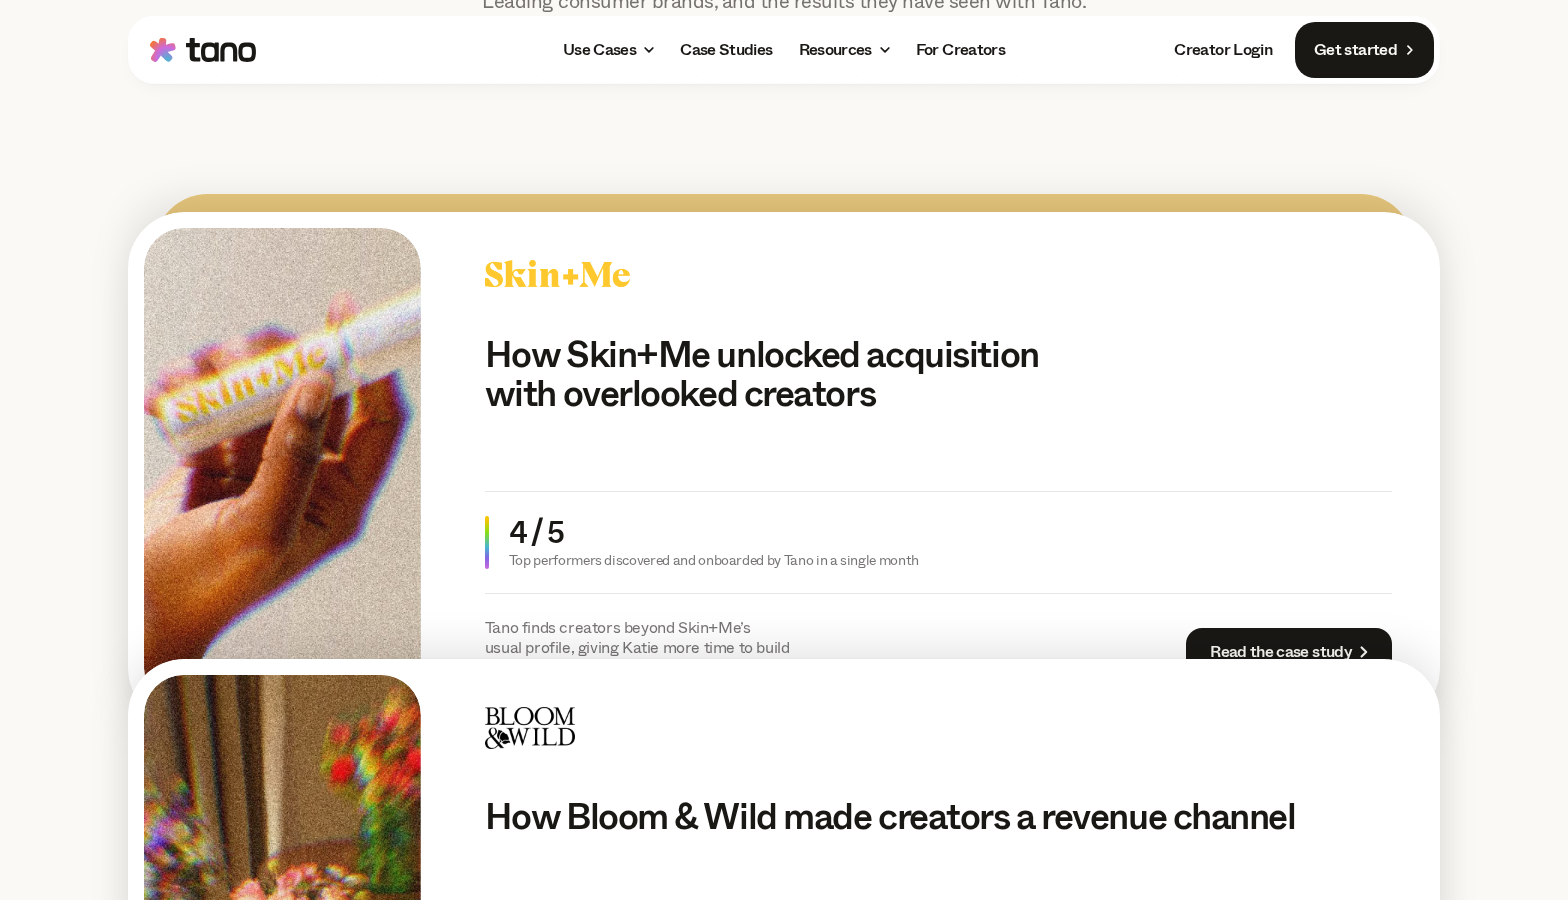 Leading consumer brands, and the results they have seen with Tano.
tano
Use Cases
Case Studies
Resources
For Creators
Creator Login
Get started
Skin+Me
Skin+Me
How Skin+Me unlocked acquisition
with overlooked creators
4 / 5
Top performers discovered and onboarded by Tano in a single month
Tano finds creators beyond Skin+Me's
usual profile, giving Katie more time to build
Read the case study
BLOOM
&WILD
How Bloom & Wild made creators a revenue channel